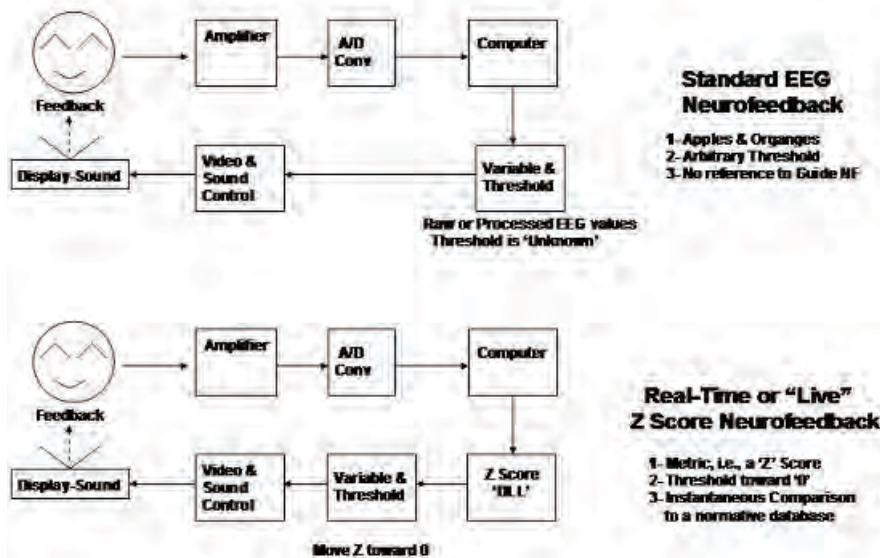 Amplifier
A/D
Conv
Computer
Feedback
Display-Sound
Video &
Sound
Control
Variable &
Threshold
Raw or Processed EEG values
Threshold is 'Unknown'
Standard EEG
Neurofeedback
1- Apples & Organges
2- Arbitrary Threshold
3- No reference to Guide NF
Amplifier
A/D
Conv
Computer
Feedback
Display-Sound
Video &
Sound
Control
Variable &
Threshold
Z Score
'DLL'
Move Z toward 0
Real-Time or "Live"
Z Score Neurofeedback
1- Metric, i.e., a 'Z' Score
2- Threshold toward '0'
3- Instantaneous Comparison
to a normative database